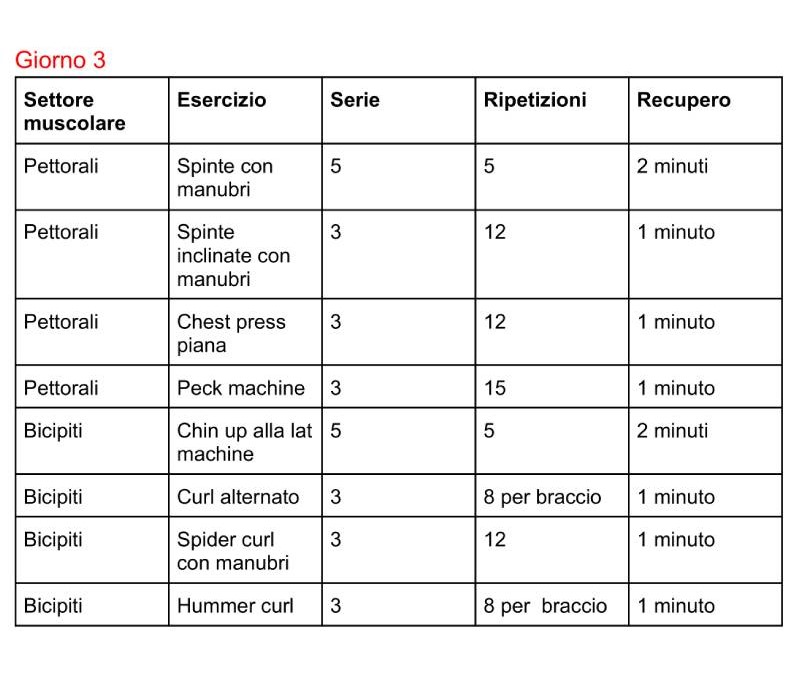 Giorno 3
Settore muscolare Esercizio Serie Ripetizioni Recupero
Pettorali Spinte con manubri 5 5 2 minuti
Pettorali Spinte inclinate con manubri 3 12 1 minuto
Pettorali Chest press piana 3 12 1 minuto
Pettorali Peck machine 3 15 1 minuto
Bicipiti Chin up alla lat machine 5 5 2 minuti
Bicipiti Curl alternato 3 8 per braccio 1 minuto
Bicipiti Spider curl con manubri 3 12 1 minuto
Bicipiti Hummer curl 3 8 per braccio 1 minuto